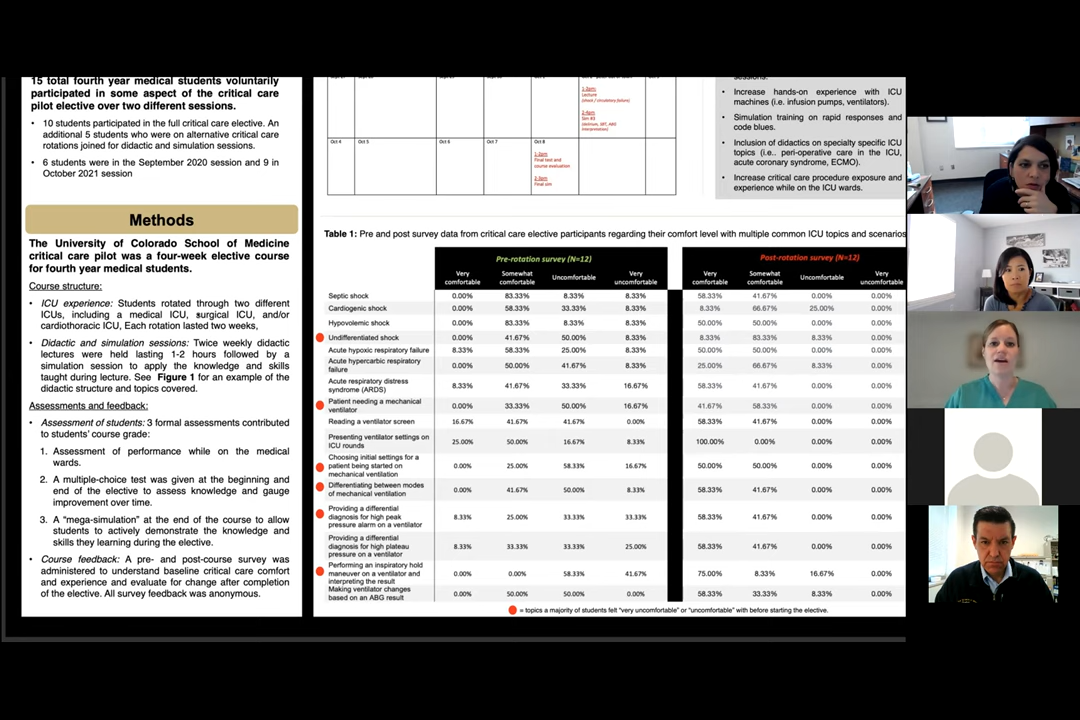 15 total fourth year medical students voluntarily
participated in some aspect of the critical care
pilot elective over two different sessions.
• 10 students participated in the full critical care elective. An
additional 5 students who were on alternative critical care
rotations joined for didactic and simulation sessions.
• 6 students were in the September 2020 session and 9 in
October 2021 session
Methods
The University of Colorado School of Medicine
critical care pilot was a four-week elective course
for fourth year medical students.
Course structure:
• ICU experience: Students rotated through two different
ICUs, including a medical ICU, surgical ICU, and/or
cardiothoracic ICU, Each rotation lasted two weeks,
• Didactic and simulation sessions: Twice weekly didactic
lectures were held lasting 1-2 hours followed by a
simulation session to apply the knowledge and skills
taught during lecture. See Figure 1 for an example of the
didactic structure and topics covered.
Assessments and feedback:
• Assessment of students: 3 formal assessments contributed
to students' course grade:
1. Assessment of performance while on the medical
wards.
2. A multiple-choice test was given at the beginning and
end of the elective to assess knowledge and gauge
improvement over time.
3. A “mega-simulation” at the end of the course to allow
students to actively demonstrate the knowledge and
skills they learning during the elective.
• Course feedback: A pre- and post-course survey was
administered to understand baseline critical care comfort
and experience and evaluate for change after completion
of the elective. All survey feedback was anonymous.
1-2pm:
Lecture
(shock / circulatory failure)
2-4pm:
Sim #3
(delirium, SBT, ABG
interpretation)
Oct 4 Oct 5 Oct 6 Oct 7 Oct 8
1-2pm:
Final test and
course evaluation
2-3pm:
Final sim
sessions.
• Increase hands-on experience with ICU
machines (i.e. infusion pumps, ventilators).
• Simulation training on rapid responses and
code blues.
• Inclusion of didactics on specialty specific ICU
topics (i.e.. peri-operative care in the ICU,
acute coronary syndrome, ECMO).
• Increase critical care procedure exposure and
experience while on the ICU wards.
Table 1: Pre and post survey data from critical care elective participants regarding their comfort level with multiple common ICU topics and scenarios
Pre-rotation survey (N=12) Post-rotation survey (N=12)
Very comfortable Somewhat comfortable Uncomfortable Very uncomfortable Very comfortable Somewhat comfortable Uncomfortable Very uncomfortable
Septic shock 0.00% 83.33% 8.33% 8.33% 58.33% 41.67% 0.00% 0.00%
Cardiogenic shock 0.00% 58.33% 33.33% 8.33% 8.33% 66.67% 25.00% 0.00%
Hypovolemic shock 0.00% 83.33% 8.33% 8.33% 50.00% 50.00% 0.00% 0.00%
Undifferentiated shock 0.00% 41.67% 50.00% 8.33% 8.33% 83.33% 8.33% 0.00%
Acute hypoxic respiratory failure 8.33% 58.33% 25.00% 8.33% 50.00% 50.00% 0.00% 0.00%
Acute hypercarbic respiratory
failure 0.00% 50.00% 41.67% 8.33% 25.00% 66.67% 8.33% 0.00%
Acute respiratory distress
syndrome (ARDS) 8.33% 41.67% 33.33% 16.67% 58.33% 41.67% 0.00% 0.00%
Patient needing a mechanical
ventilator 0.00% 33.33% 50.00% 16.67% 41.67% 58.33% 0.00% 0.00%
Reading a ventilator screen 16.67% 41.67% 41.67% 0.00% 58.33% 41.67% 0.00% 0.00%
Presenting ventilator settings on
ICU rounds 25.00% 50.00% 16.67% 8.33% 100.00% 0.00% 0.00% 0.00%
Choosing initial settings for a
patient being started on
mechanical ventilation 0.00% 25.00% 58.33% 16.67% 50.00% 50.00% 0.00% 0.00%
Differentiating between modes
of mechanical ventilation 0.00% 41.67% 50.00% 8.33% 58.33% 41.67% 0.00% 0.00%
Providing a differential
diagnosis for high peak
pressure alarm on a ventilator 8.33% 25.00% 33.33% 33.33% 58.33% 41.67% 0.00% 0.00%
Providing a differential
diagnosis for high plateau
pressure on a ventilator 8.33% 33.33% 33.33% 25.00% 58.33% 41.67% 0.00% 0.00%
Performing an inspiratory hold
maneuver on a ventilator and
interpreting the result 0.00% 0.00% 58.33% 41.67% 75.00% 8.33% 16.67% 0.00%
Making ventilator changes
based on an ABG result 0.00% 50.00% 50.00% 0.00% 58.33% 33.33% 8.33% 0.00%
= topics a majority of students felt “very uncomfortable” or “uncomfortable” with before starting the elective.